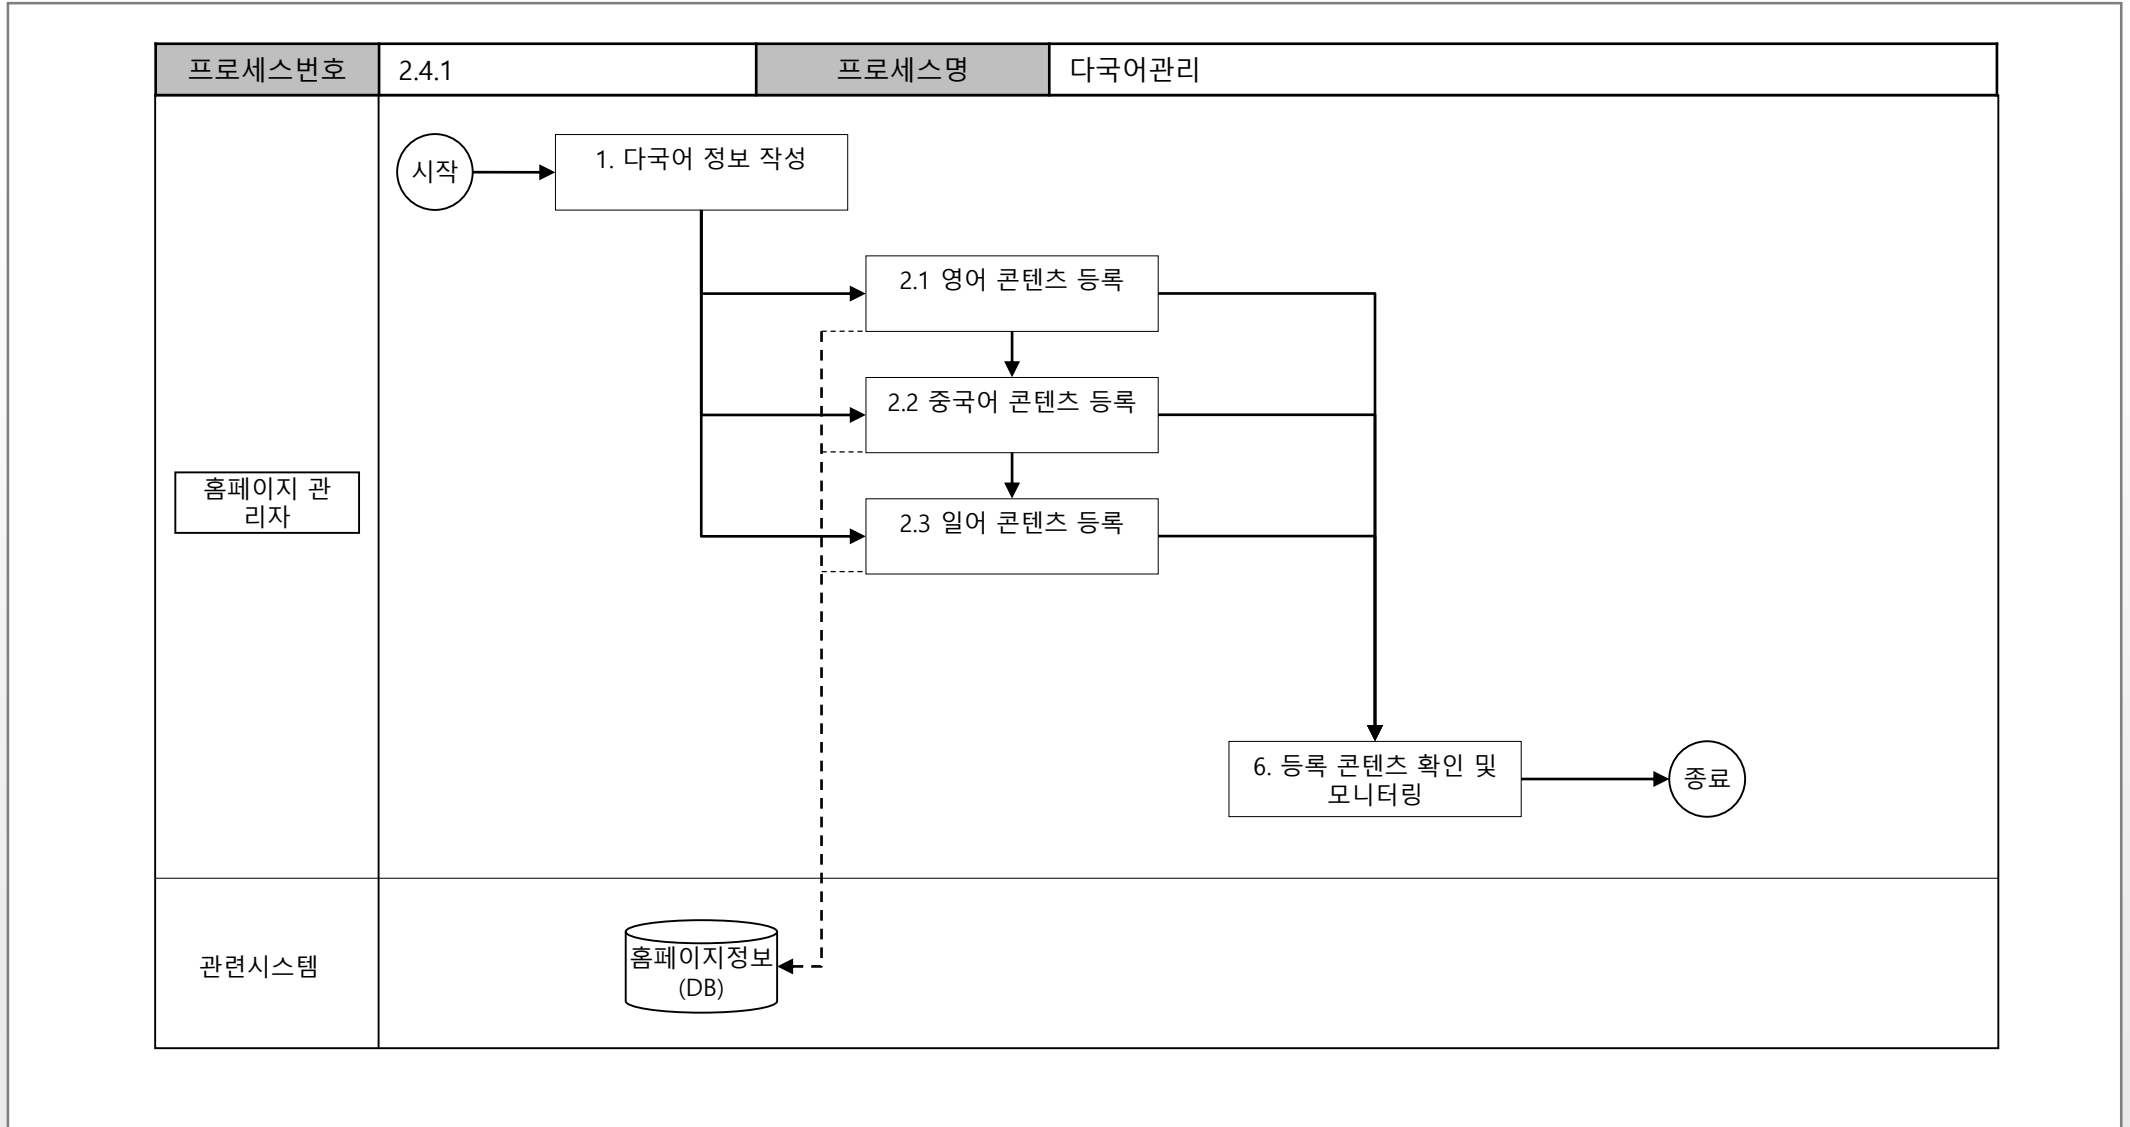 프로세스번호
2.4.1
프로세스명
다국어관리
시작
1. 다국어 정보 작성
2.1 영어 콘텐츠 등록
2.2 중국어 콘텐츠 등록
홈페이지 관
리자
2.3 일어 콘텐츠 등록
6. 등록 콘텐츠 확인 및
모니터링
종료
관련시스템
홈페이지정보
(DB)